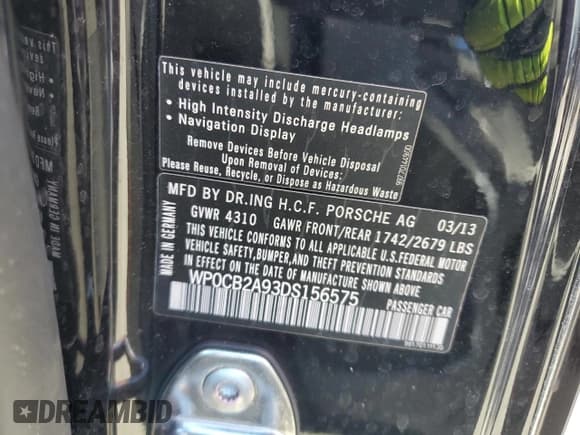 This vehicle may include mercury-containing
devices installed by the manufacturer:
• High Intensity Discharge Headlamps
• Navigation Display
Remove Devices Before Vehicle Disposal
Upon Removal of Devices:
Please Reuse, Recycle, or Dispose as Hazardous Waste
MFD BY DR.ING H.C.F. PORSCHE AG 03/13
GVWR 4310 GAWR FRONT/REAR 1742/2679 LBS
THIS VEHICLE CONFORMS TO ALL APPLICABLE U.S.FEDERAL MOTOR
VEHICLE SAFETY,BUMPER, AND THEFT PREVENTION STANDARDS
IN EFFECT ON THE DATE OF MANUFACTURE SHOWN ABOVE.
WP0CB2A93DS156575
PASSENGER CAR
MADE IN GERMANY
DREAMBID